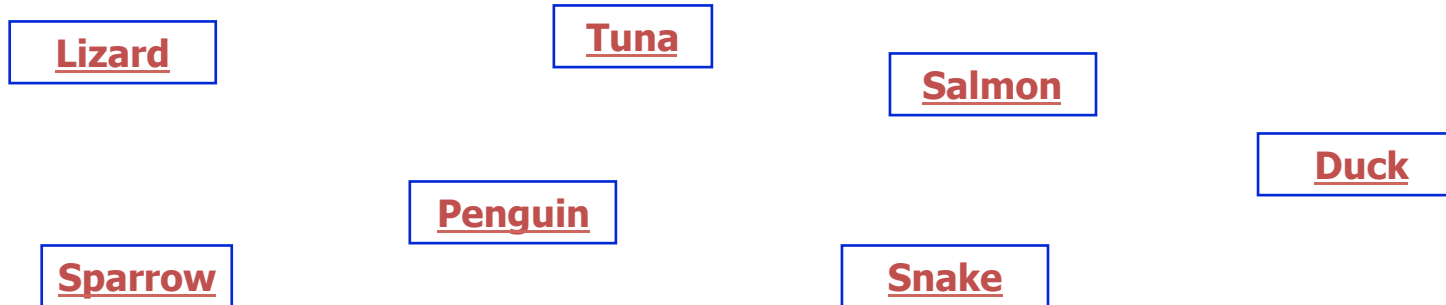 Lizard
Tuna
Salmon
Duck
Penguin
Sparrow
Snake